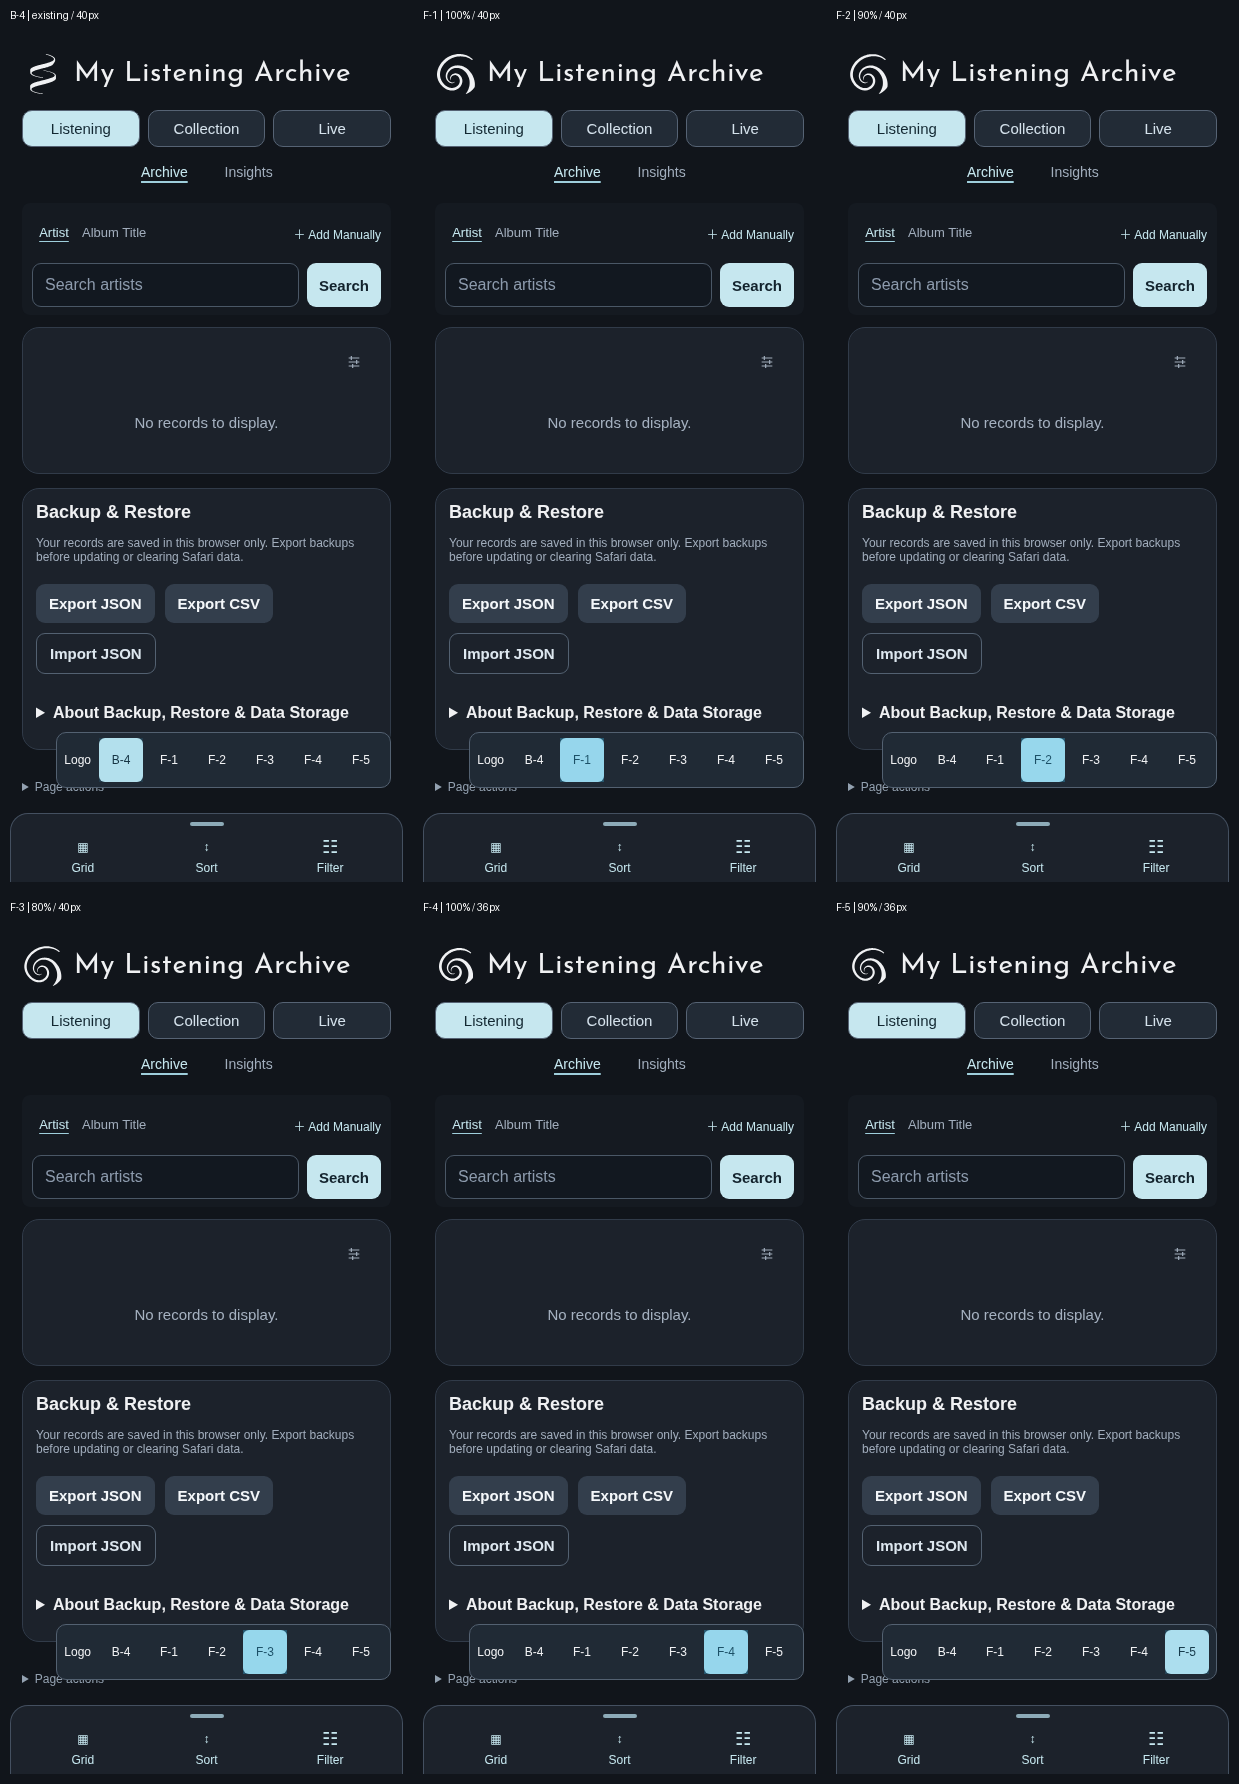 B-4 | existing / 40px
My Listening Archive
Listening Collection Live
Archive Insights
Artist Album Title + Add Manually
Search artists Search
No records to display.
Backup & Restore
Your records are saved in this browser only. Export backups
before updating or clearing Safari data.
Export JSON Export CSV
Import JSON
About Backup, Restore & Data Storage
Logo B-4 F-1 F-2 F-3 F-4 F-5
Page actions
Grid Sort Filter
F-1 | 100% / 40px
My Listening Archive
Listening Collection Live
Archive Insights
Artist Album Title + Add Manually
Search artists Search
No records to display.
Backup & Restore
Your records are saved in this browser only. Export backups
before updating or clearing Safari data.
Export JSON Export CSV
Import JSON
About Backup, Restore & Data Storage
Logo B-4 F-1 F-2 F-3 F-4 F-5
Page actions
Grid Sort Filter
F-2 | 90% / 40px
My Listening Archive
Listening Collection Live
Archive Insights
Artist Album Title + Add Manually
Search artists Search
No records to display.
Backup & Restore
Your records are saved in this browser only. Export backups
before updating or clearing Safari data.
Export JSON Export CSV
Import JSON
About Backup, Restore & Data Storage
Logo B-4 F-1 F-2 F-3 F-4 F-5
Page actions
Grid Sort Filter
F-3 | 80% / 40px
My Listening Archive
Listening Collection Live
Archive Insights
Artist Album Title + Add Manually
Search artists Search
No records to display.
Backup & Restore
Your records are saved in this browser only. Export backups
before updating or clearing Safari data.
Export JSON Export CSV
Import JSON
About Backup, Restore & Data Storage
Logo B-4 F-1 F-2 F-3 F-4 F-5
Page actions
Grid Sort Filter
F-4 | 100% / 36px
My Listening Archive
Listening Collection Live
Archive Insights
Artist Album Title + Add Manually
Search artists Search
No records to display.
Backup & Restore
Your records are saved in this browser only. Export backups
before updating or clearing Safari data.
Export JSON Export CSV
Import JSON
About Backup, Restore & Data Storage
Logo B-4 F-1 F-2 F-3 F-4 F-5
Page actions
Grid Sort Filter
F-5 | 90% / 36px
My Listening Archive
Listening Collection Live
Archive Insights
Artist Album Title + Add Manually
Search artists Search
No records to display.
Backup & Restore
Your records are saved in this browser only. Export backups
before updating or clearing Safari data.
Export JSON Export CSV
Import JSON
About Backup, Restore & Data Storage
Logo B-4 F-1 F-2 F-3 F-4 F-5
Page actions
Grid Sort Filter